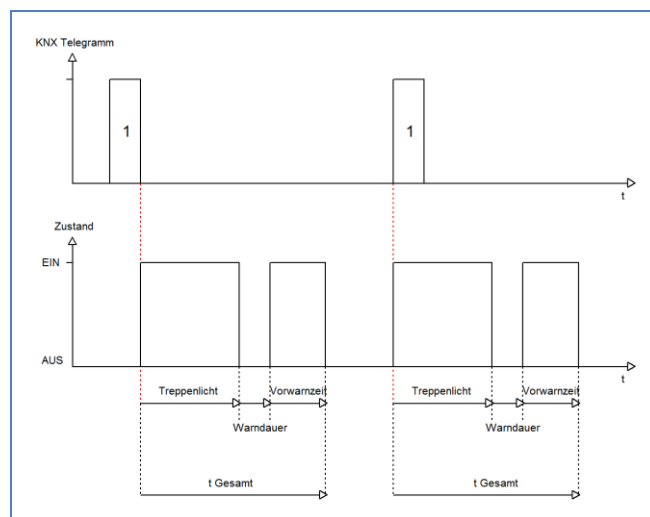 KNX Telegramm
1
1
t
Zustand
EIN
AUS
t
Treppenlicht
Vorwarnzeit
Treppenlicht
Vorwarnzeit
Warndauer
Warndauer
t Gesamt
t Gesamt